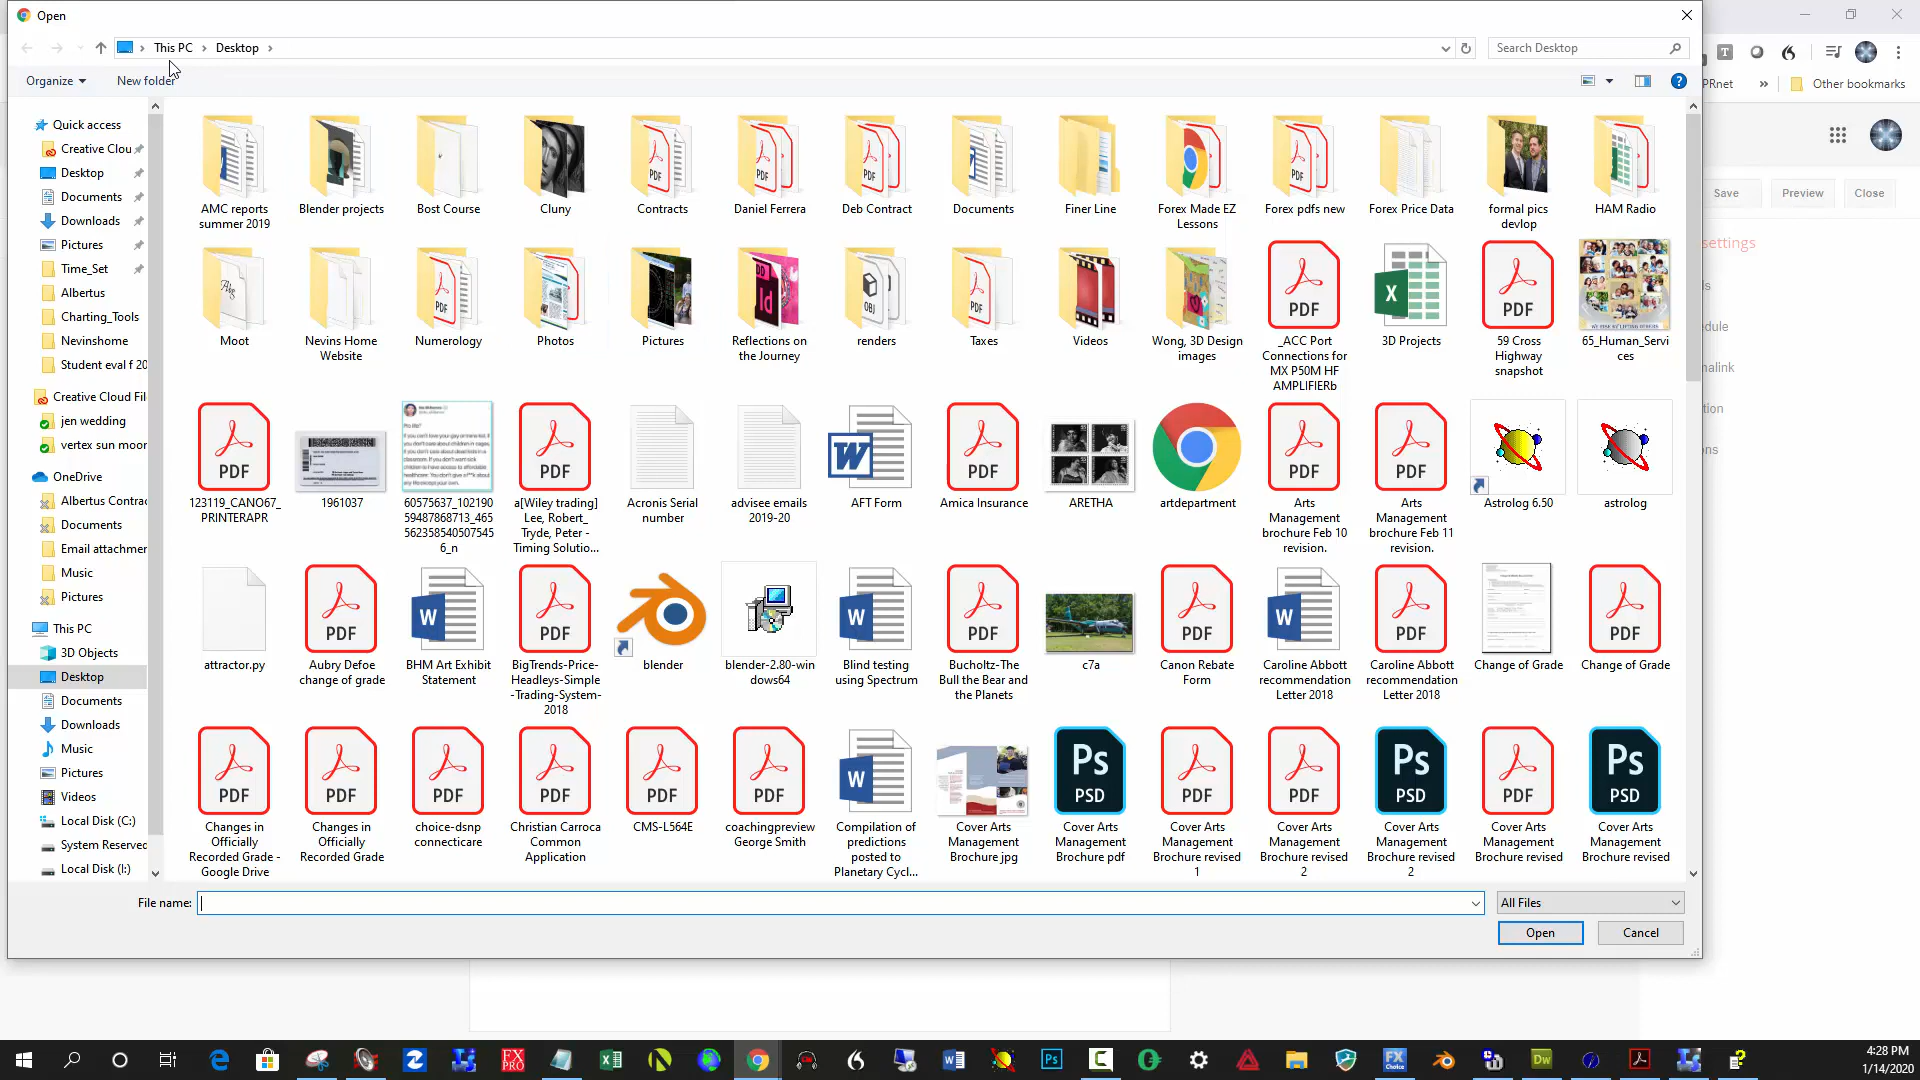 Open
This PC
Desktop
Search Desktop
Organize
New folder
PRnet
Other bookmarks
Quick access
Creative Clou
Desktop
Documents
Downloads
Pictures
Time_Set
Albertus
Charting_Tools
Nevinshome
Student eval f 20
Creative Cloud Fil
jen wedding
vertex sun moor
OneDrive
Albertus Contrac
Documents
Email attachmer
Music
Pictures
This PC
3D Objects
Desktop
Documents
Downloads
Music
Pictures
Videos
Local Disk (C:)
System Reserved
Local Disk (I:)
AMC reports
summer 2019
Blender projects
Bost Course
Cluny
Contracts
Daniel Ferrera
Deb Contract
Documents
Finer Line
Forex Made EZ
Lessons
Forex pdfs new
Forex Price Data
formal pics
devlop
HAM Radio
Moot
Nevins Home
Website
Numerology
Photos
Pictures
Reflections on
the Journey
renders
Taxes
Videos
Wong, 3D Design
images
_ACC Port
Connections for
MX P50M HF
AMPLIFIERb
3D Projects
59 Cross
Highway
snapshot
65_Human_Servi
ces
123119_CANO67_
PRINTERAPR
1961037
60575637_102190
59487868713_465
562358540507545
6_n
a[Wiley trading]
Lee, Robert_
Tryde, Peter -
Timing Solutio...
Acronis Serial
number
advisee emails
2019-20
AFT Form
Amica Insurance
ARETHA
artdepartment
Arts
Management
brochure Feb 10
revision.
Arts
Management
brochure Feb 11
revision.
Astrolog 6.50
astrolog
attractor.py
Aubry Defoe
change of grade
BHM Art Exhibit
Statement
BigTrends-Price-
Headleys-Simple
-Trading-System-
2018
blender
blender-2.80-win
dows64
Blind testing
using Spectrum
Bucholtz-The
Bull the Bear and
the Planets
c7a
Canon Rebate
Form
Caroline Abbott
recommendation
Letter 2018
Caroline Abbott
recommendation
Letter 2018
Change of Grade
Change of Grade
Changes in
Officially
Recorded Grade -
Google Drive
Changes in
Officially
Recorded Grade
choice-dsnp
connecticare
Christian Carroca
Common
Application
CMS-L564E
coachingpreview
George Smith
Compilation of
predictions
posted to
Planetary Cycl...
Cover Arts
Management
Brochure jpg
Cover Arts
Management
Brochure pdf
Cover Arts
Management
Brochure revised
1
Cover Arts
Management
Brochure revised
2
Cover Arts
Management
Brochure revised
2
Cover Arts
Management
Brochure revised
Cover Arts
Management
Brochure revised
File name:
All Files
Open
Cancel
Save
Preview
Close
settings
ls
edule
nalink
tion
ons
4:28 PM
1/14/2020